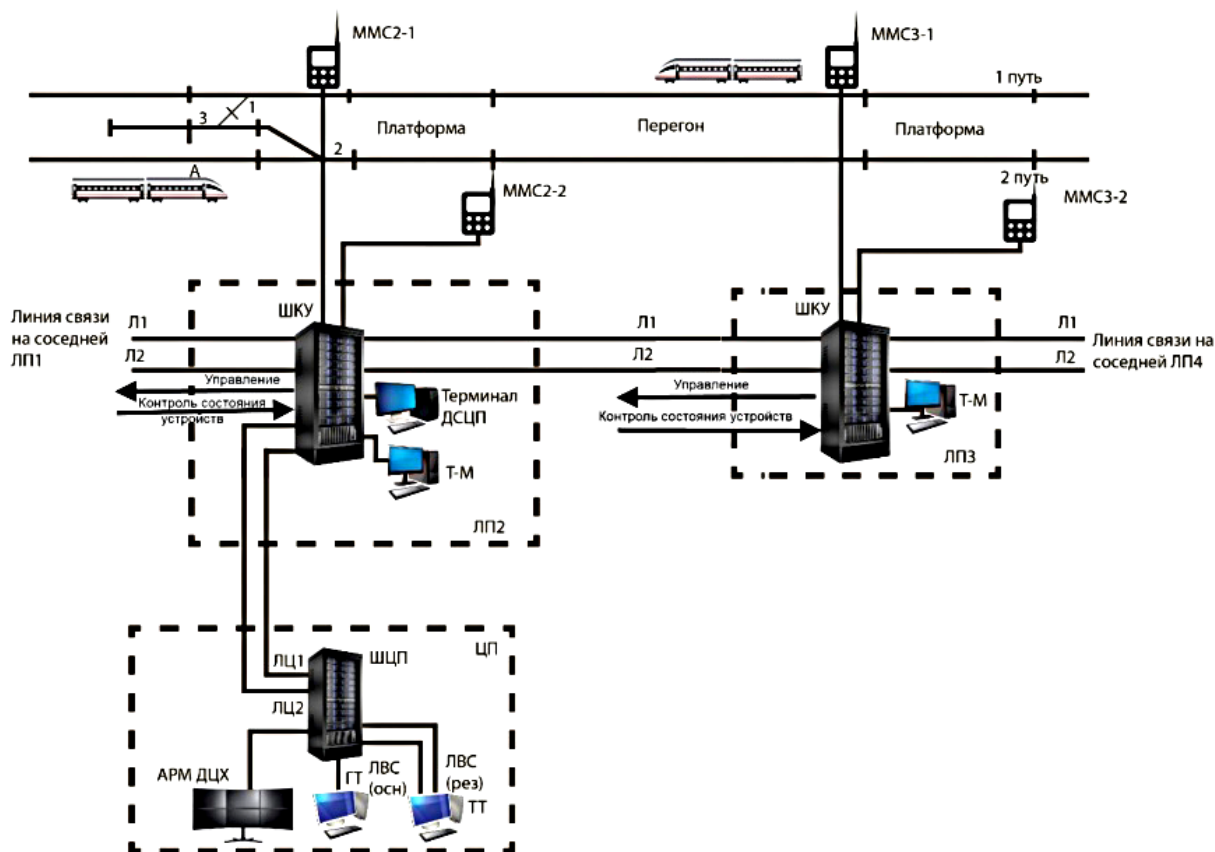 ММС2-1
ММС3-1
1 путь
1
3
Платформа
Перегон
Платформа
2
А
2 путь
ММС2-2
ММС3-2
ШКУ
ШКУ
Линия связи
на соседней
ЛП1
Л1
Л1
Л1
Л2
Л2
Л2
Линия связи на
соседней ЛП4
Управление
Контроль состояния
устройств
Терминал
ДСЦП
Т-М
ЛП2
Управление
Контроль состояния устройств
Т-М
ЛП3
ЦП
ЛЦ1
ШЦП
ЛЦ2
АРМ ДЦХ
ГТ
ЛВС
(осн)
ЛВС
(рез)
ТТ